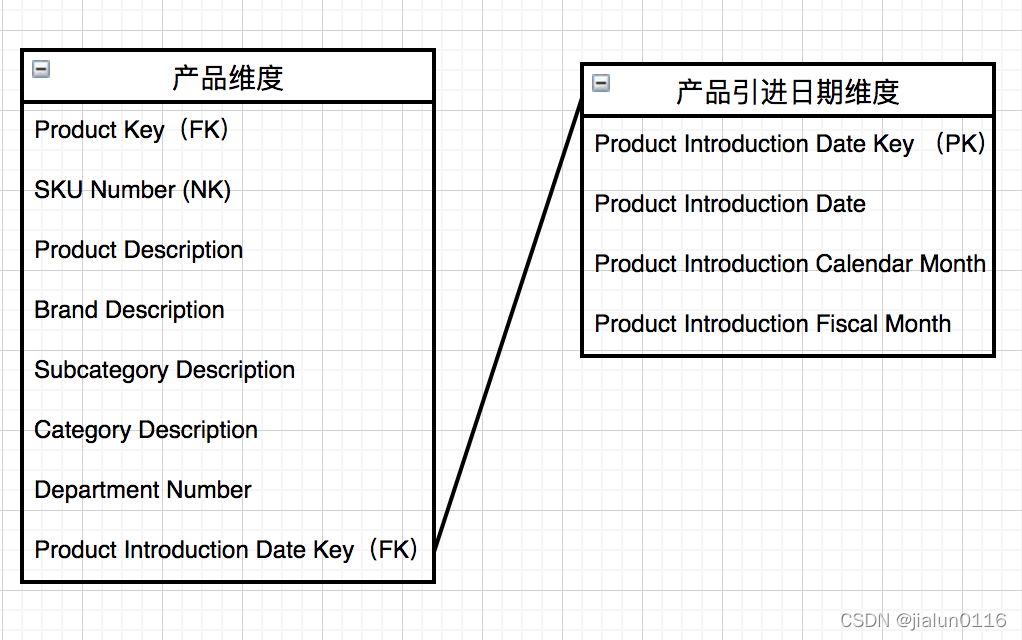 产品维度
Product Key（FK）
SKU Number (NK)
Product Description
Brand Description
Subcategory Description
Category Description
Department Number
Product Introduction Date Key（FK）
产品引进日期维度
Product Introduction Date Key （PK）
Product Introduction Date
Product Introduction Calendar Month
Product Introduction Fiscal Month
CSDN @jialun0116